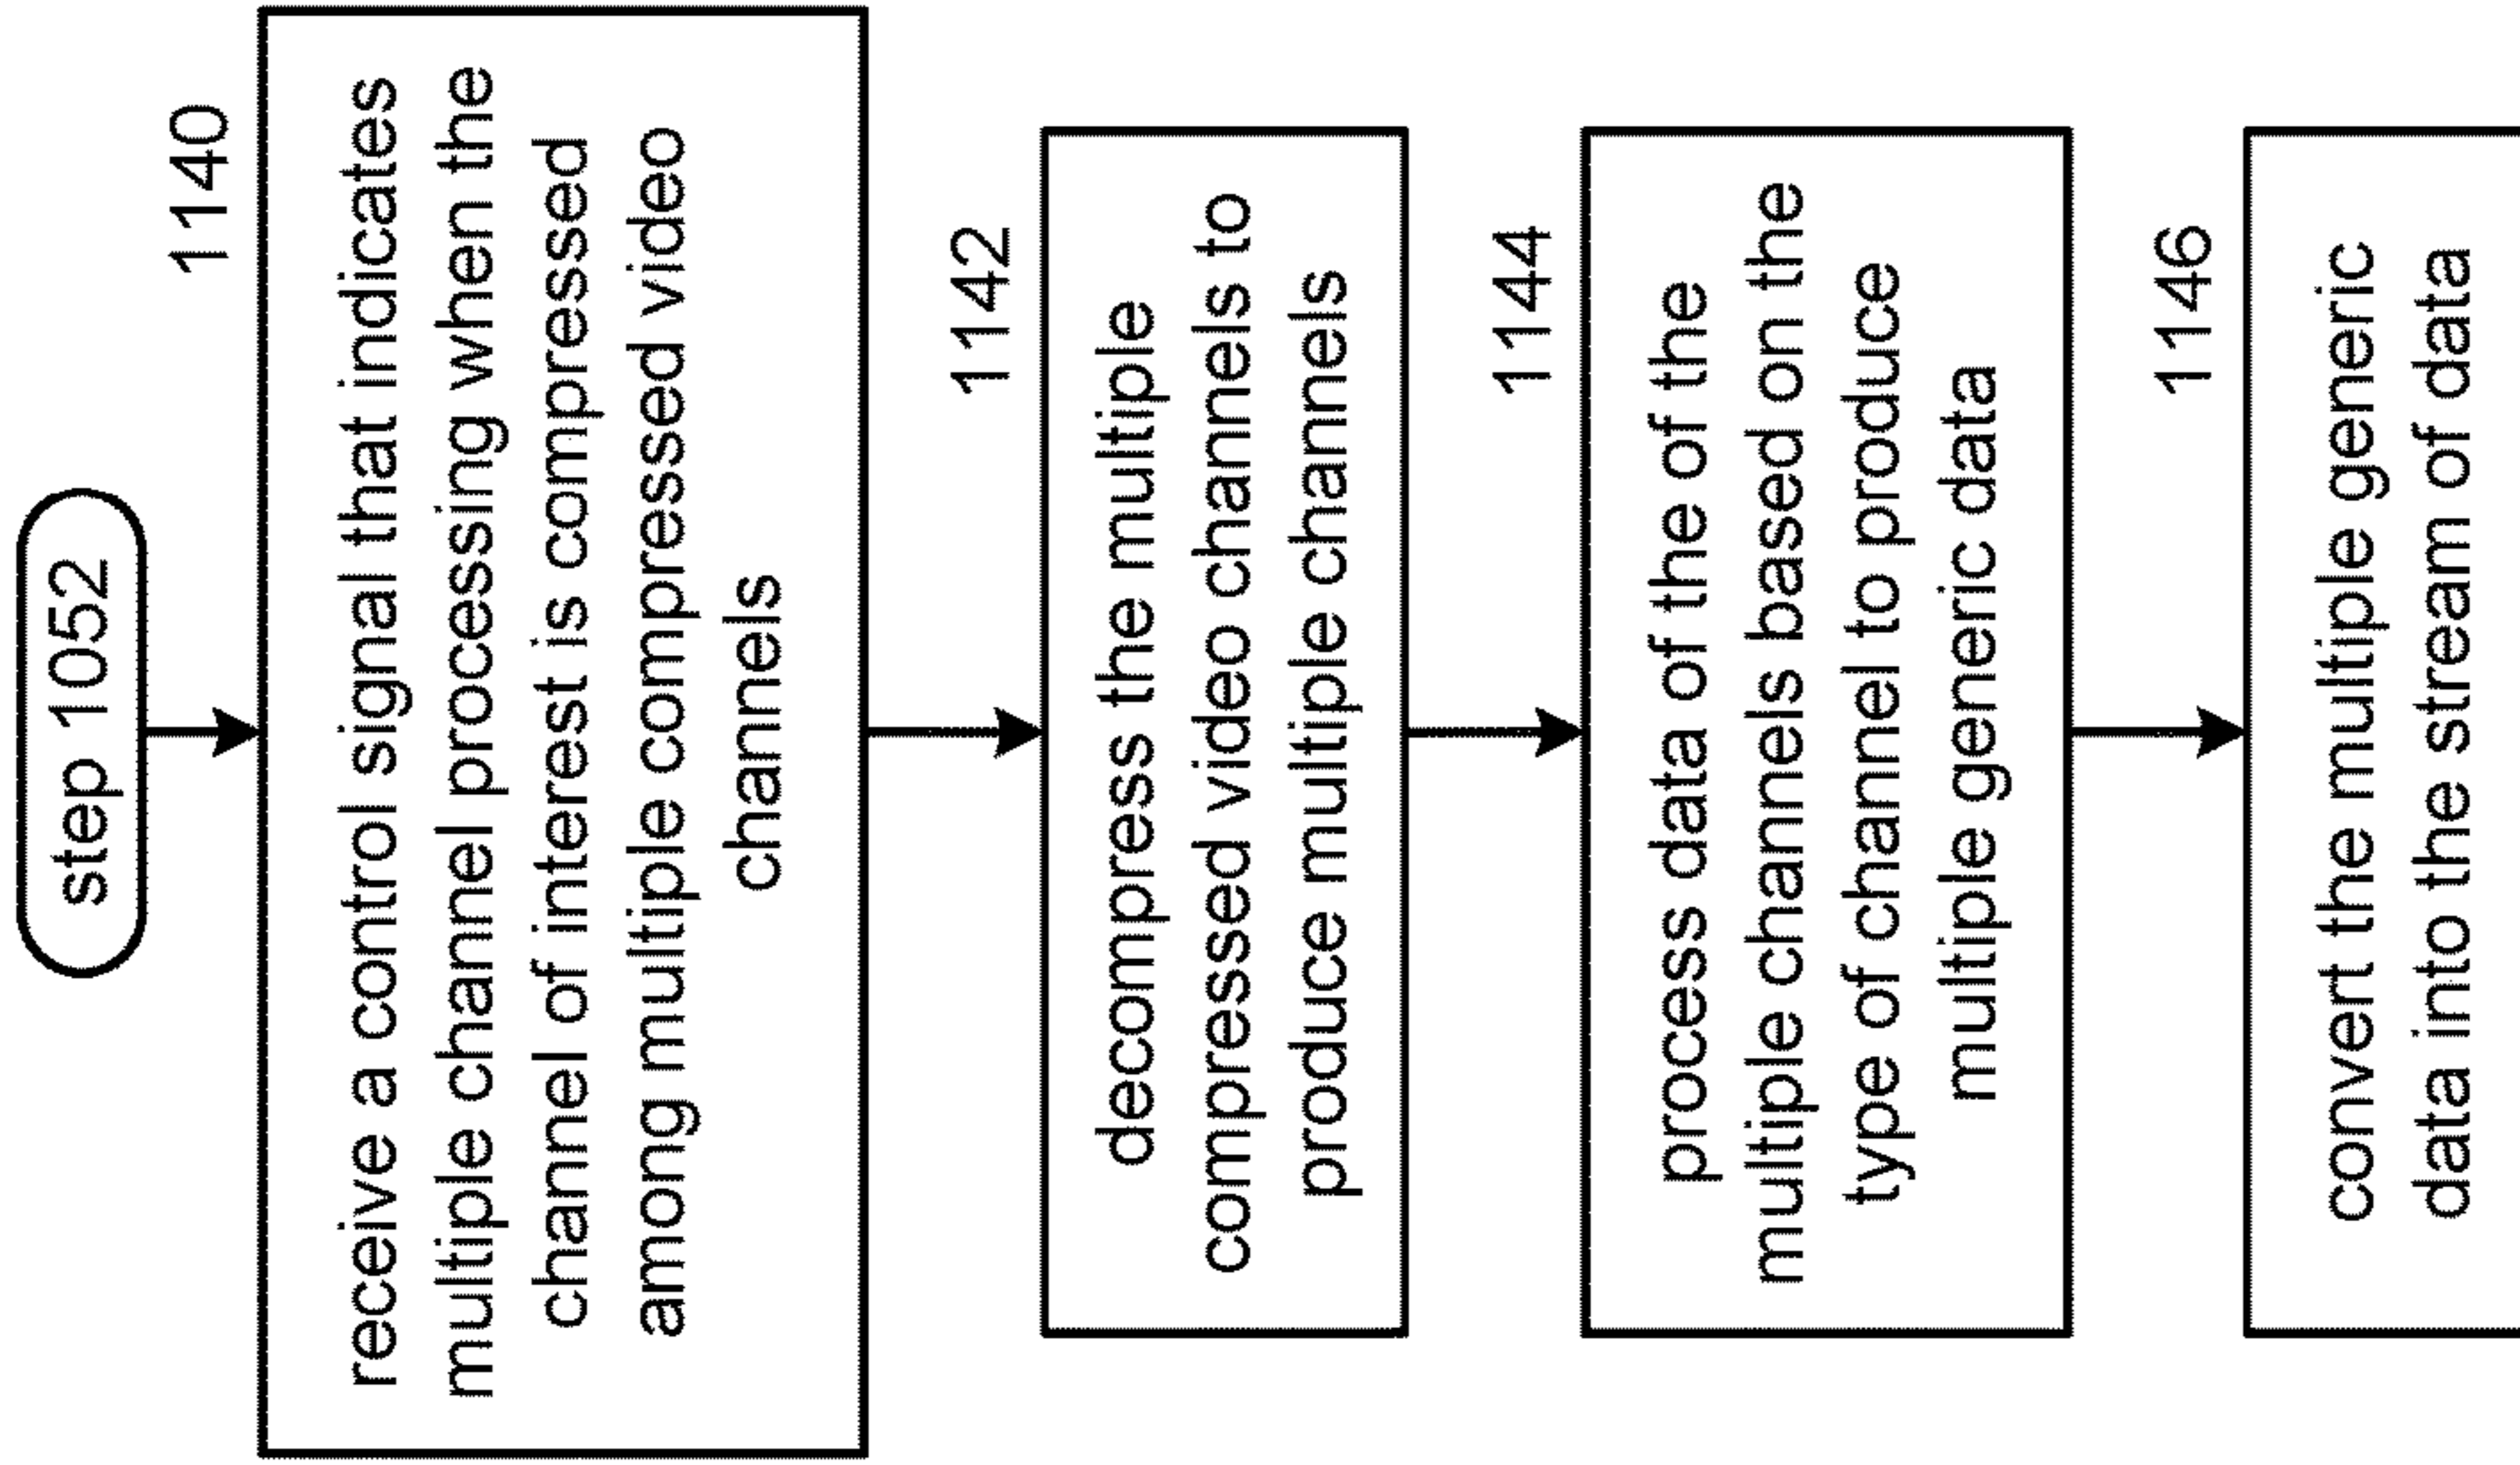 step 1052
1140
receive a control signal that indicates
multiple channel processing when the
channel of interest is compressed
among multiple compressed video
channels
1142
decompress the multiple
compressed video channels to
produce multiple channels
1144
process data of the of the
multiple channels based on the
type of channel to produce
multiple generic data
1146
convert the multiple generic
data into the stream of data